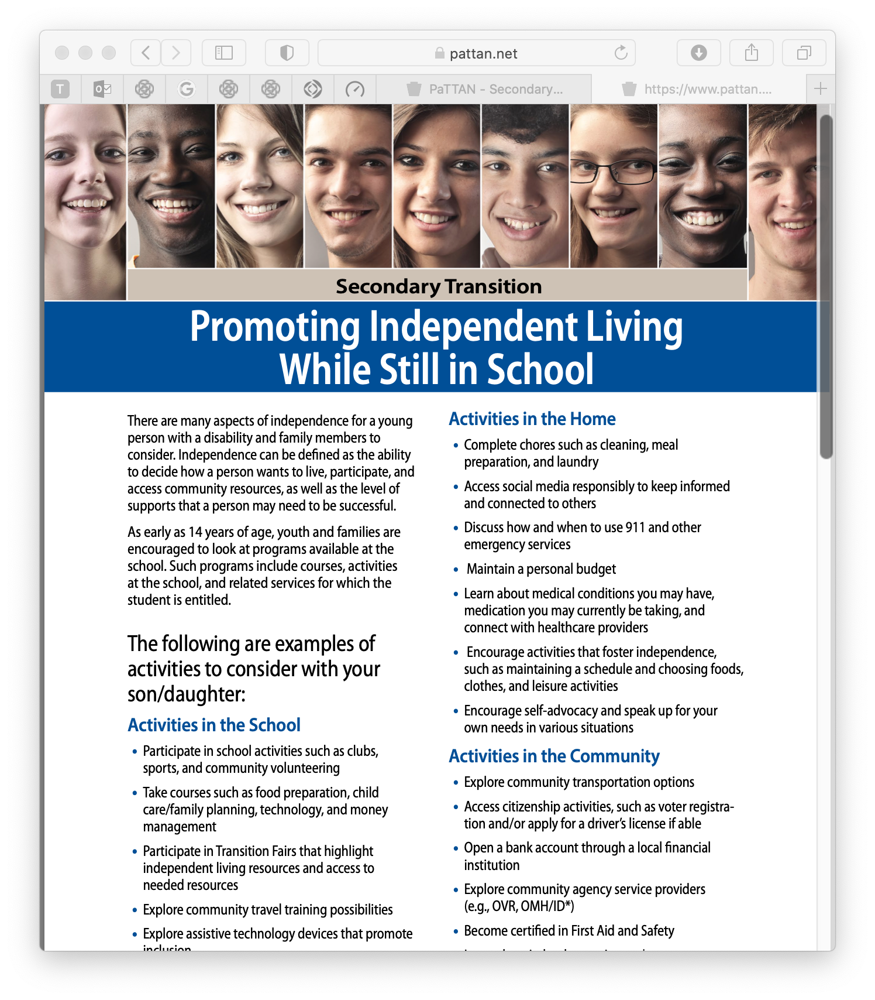 pattan.net
T
O
G
PaTTAN - Secondary...
https://www.pattan....
Secondary Transition
Promoting Independent Living
While Still in School
There are many aspects of independence for a young
person with a disability and family members to
consider. Independence can be defined as the ability
to decide how a person wants to live, participate, and
access community resources, as well as the level of
supports that a person may need to be successful.
As early as 14 years of age, youth and families are
encouraged to look at programs available at the
school. Such programs include courses, activities
at the school, and related services for which the
student is entitled.
The following are examples of
activities to consider with your
son/daughter:
Activities in the School
• Participate in school activities such as clubs,
sports, and community volunteering
• Take courses such as food preparation, child
care/family planning, technology, and money
management
• Participate in Transition Fairs that highlight
independent living resources and access to
needed resources
• Explore community travel training possibilities
• Explore assistive technology devices that promote
inclusion
Activities in the Home
• Complete chores such as cleaning, meal
preparation, and laundry
• Access social media responsibly to keep informed
and connected to others
• Discuss how and when to use 911 and other
emergency services
• Maintain a personal budget
• Learn about medical conditions you may have,
medication you may currently be taking, and
connect with healthcare providers
• Encourage activities that foster independence,
such as maintaining a schedule and choosing foods,
clothes, and leisure activities
• Encourage self-advocacy and speak up for your
own needs in various situations
Activities in the Community
• Explore community transportation options
• Access citizenship activities, such as voter registra-
tion and/or apply for a driver's license if able
• Open a bank account through a local financial
institution
• Explore community agency service providers
(e.g., OVR, OMH/ID*)
• Become certified in First Aid and Safety